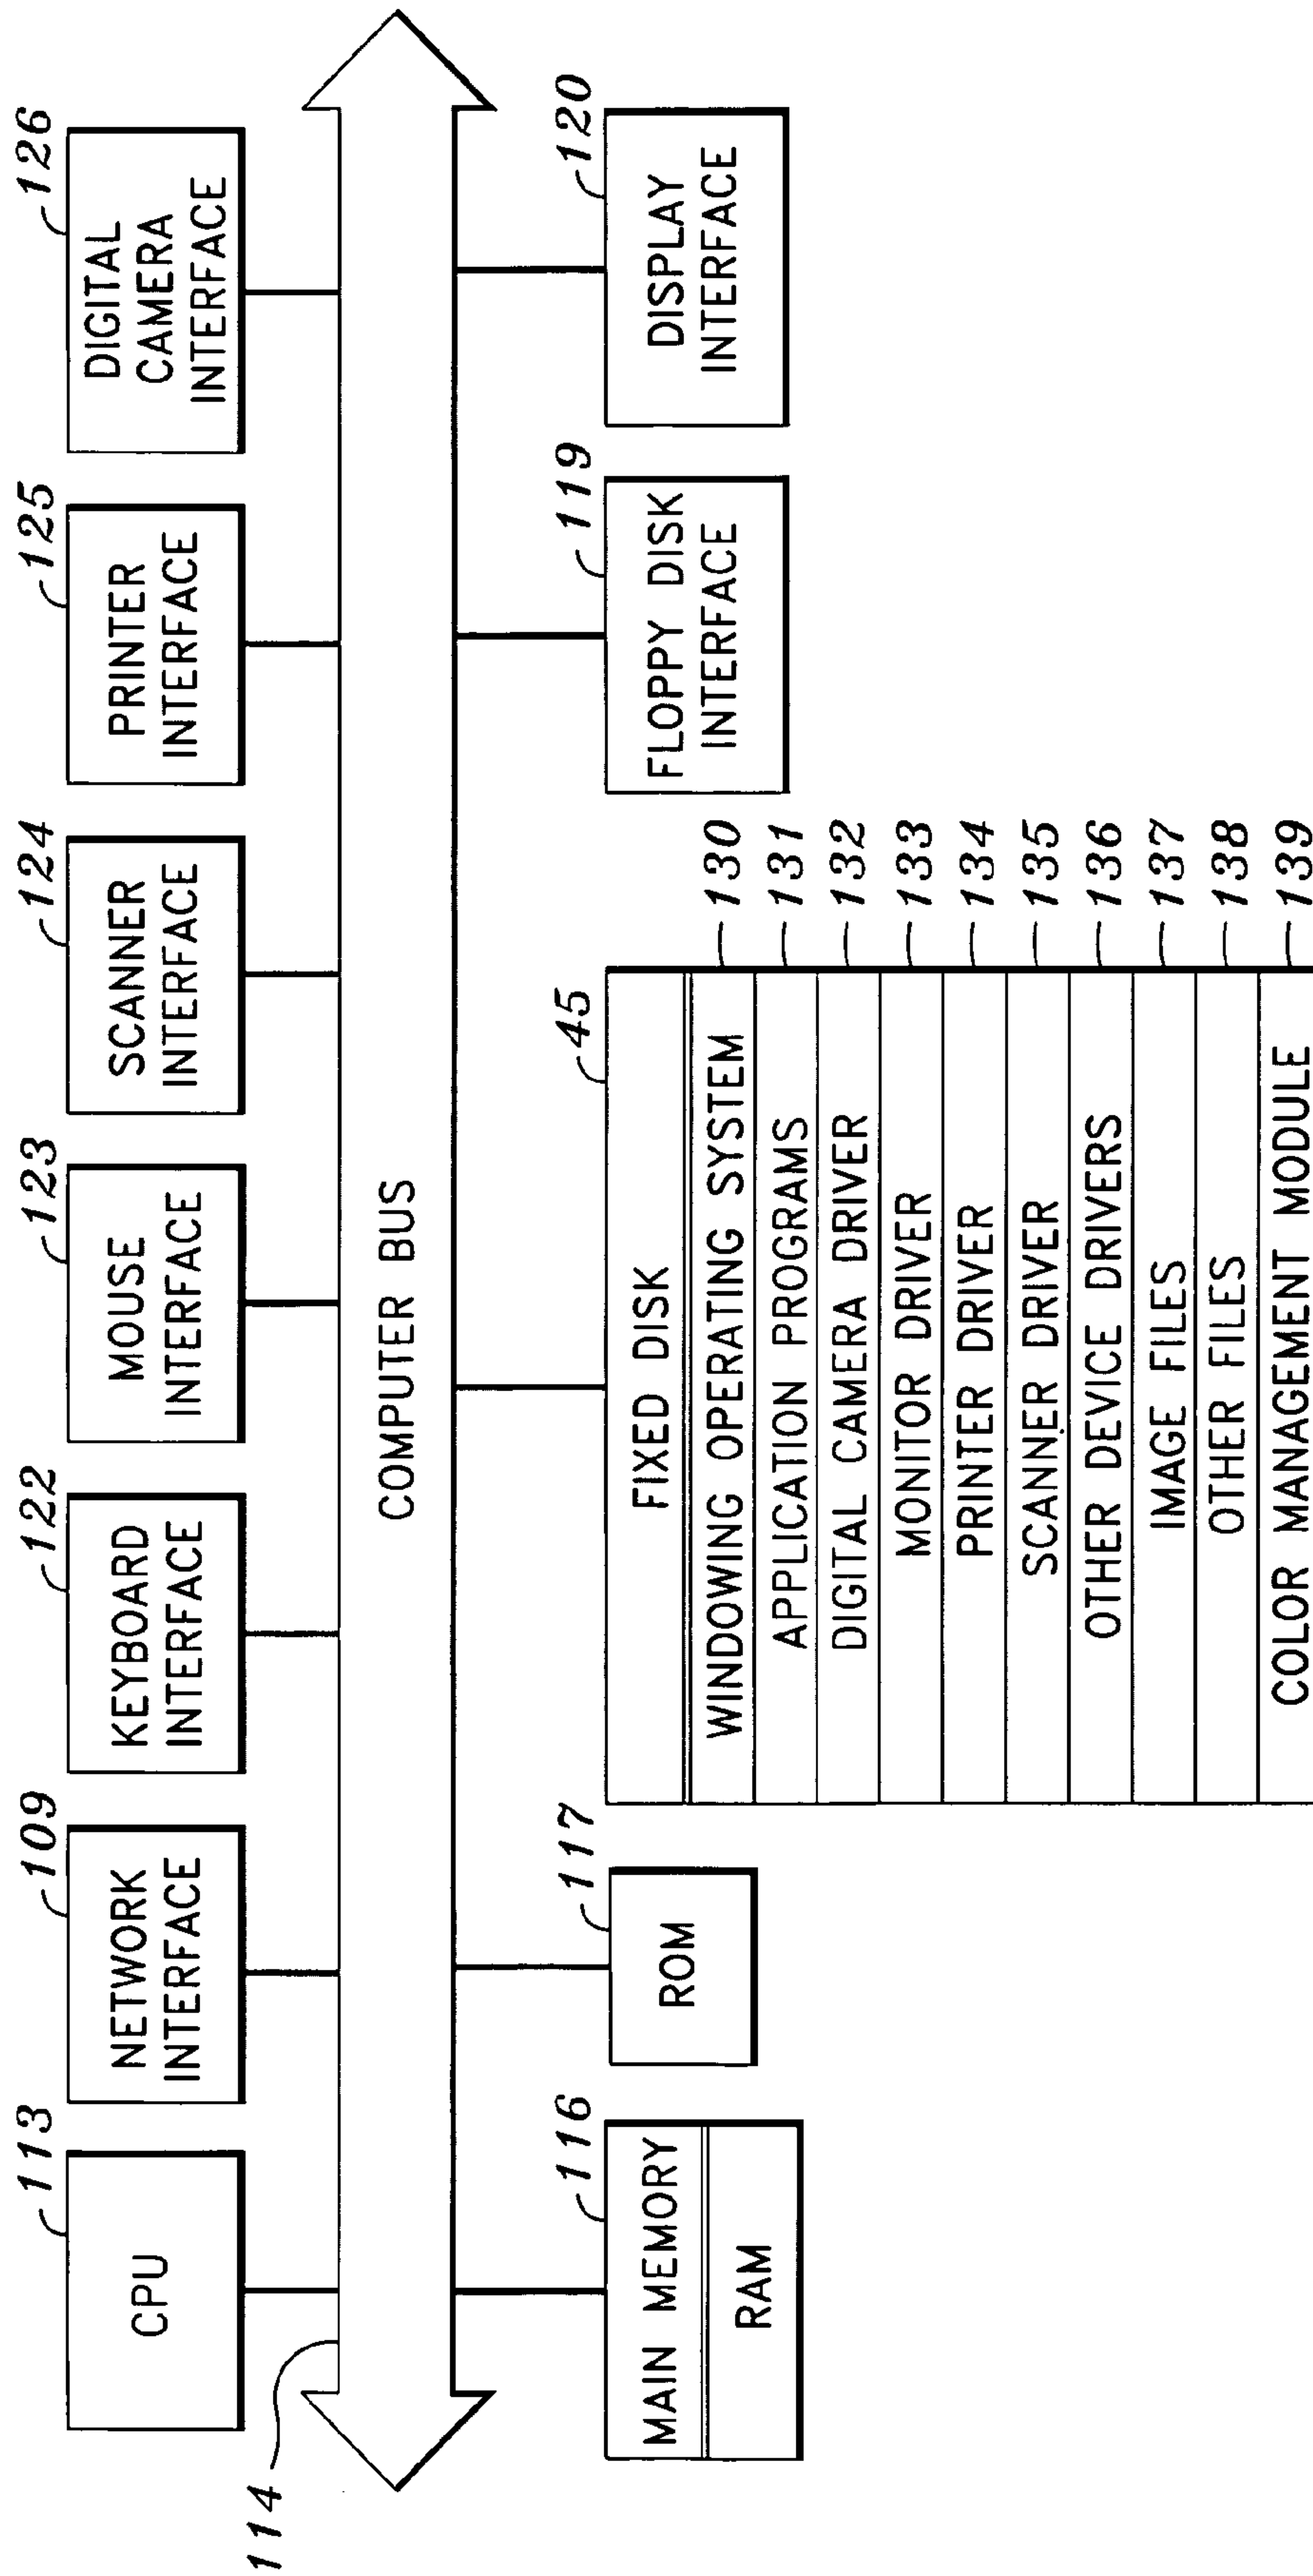 113
CPU
109
NETWORK
INTERFACE
122
KEYBOARD
INTERFACE
123
MOUSE
INTERFACE
124
SCANNER
INTERFACE
125
PRINTER
INTERFACE
126
DIGITAL
CAMERA
INTERFACE
114
COMPUTER BUS
116
MAIN MEMORY
RAM
117
ROM
45
FIXED DISK
WINDOWING OPERATING SYSTEM 130
APPLICATION PROGRAMS 131
DIGITAL CAMERA DRIVER 132
MONITOR DRIVER 133
PRINTER DRIVER 134
SCANNER DRIVER 135
OTHER DEVICE DRIVERS 136
IMAGE FILES 137
OTHER FILES 138
COLOR MANAGEMENT MODULE 139
119
FLOPPY DISK
INTERFACE
120
DISPLAY
INTERFACE